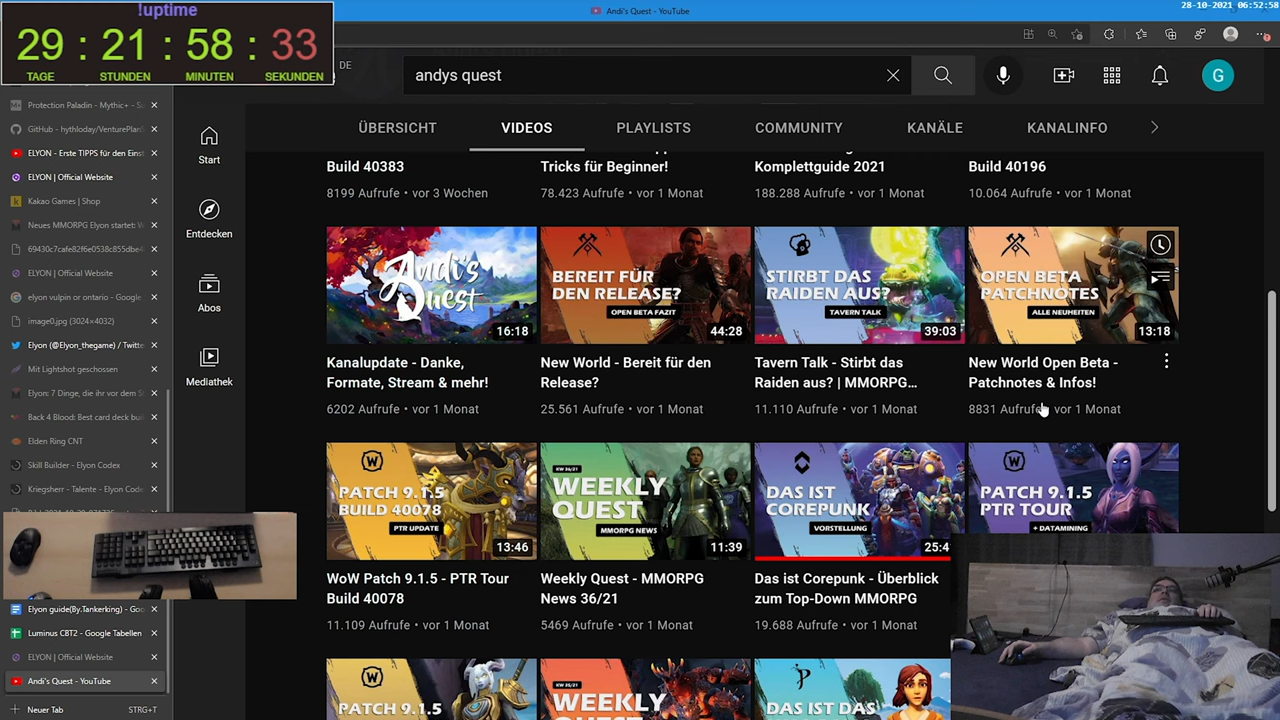 !uptime
29 : 21 : 58 : 33
TAGE STUNDEN MINUTEN SEKUNDEN
Andi's Quest - YouTube
28-10-2021 06:52:58
DE
andys quest
G
Protection Paladin - Mythic+ - S
GitHub - hythloday/VenturePlan
ELYON - Erste TIPPS für den Einst
ELYON | Official Website
Kakao Games | Shop
Neues MMORPG Elyon startet: W
69430c7cafe82f6e0538c855dbe4
ELYON | Official Website
elyon vulpin or ontario - Google
image0.jpg (3024×4032)
Elyon (@Elyon_thegame) / Twitte
Mit Lightshot geschossen
Elyon: 7 Dinge, die ihr vor dem S
Back 4 Blood: Best card deck bui
Elden Ring CNT
Skill Builder - Elyon Codex
Kriegsherr - Talente - Elyon Code
Elyon guide(By.Tankerking) - Goo
Luminus CBT2 - Google Tabellen
ELYON | Official Website
Andi's Quest - YouTube
Neuer Tab STRG+T
Start
Entdecken
Abos
Mediathek
ÜBERSICHT VIDEOS PLAYLISTS COMMUNITY KANÄLE KANALINFO
Build 40383
8199 Aufrufe • vor 3 Wochen
Tricks für Beginner!
78.423 Aufrufe • vor 1 Monat
Komplettguide 2021
188.288 Aufrufe • vor 1 Monat
Build 40196
10.064 Aufrufe • vor 1 Monat
Andi's
Quest
16:18
Kanalupdate - Danke,
Formate, Stream & mehr!
6202 Aufrufe • vor 1 Monat
BEREIT FÜR
DEN RELEASE?
OPEN BETA FAZIT
44:28
New World - Bereit für den
Release?
25.561 Aufrufe • vor 1 Monat
STIRBT DAS
RAIDEN AUS?
TAVERN TALK
39:03
Tavern Talk - Stirbt das
Raiden aus? | MMORPG...
11.110 Aufrufe • vor 1 Monat
OPEN BETA
PATCHNOTES
ALLE NEUHEITEN
13:18
New World Open Beta -
Patchnotes & Infos!
8831 Aufrufe • vor 1 Monat
W
PATCH 9.1.5
BUILD 40078
PTR UPDATE
13:46
WoW Patch 9.1.5 - PTR Tour
Build 40078
11.109 Aufrufe • vor 1 Monat
KW 36/21
WEEKLY
QUEST
MMORPG NEWS
11:39
Weekly Quest - MMORPG
News 36/21
5469 Aufrufe • vor 1 Monat
DAS IST
COREPUNK
VORSTELLUNG
25:4
Das ist Corepunk - Überblick
zum Top-Down MMORPG
19.688 Aufrufe • vor 1 Monat
W
PATCH 9.1.5
PTR TOUR
+ DATAMINING
W
PATCH 9.1.5
KW 35/21
WEEKLY
QUEST
P
DAS IST DAS